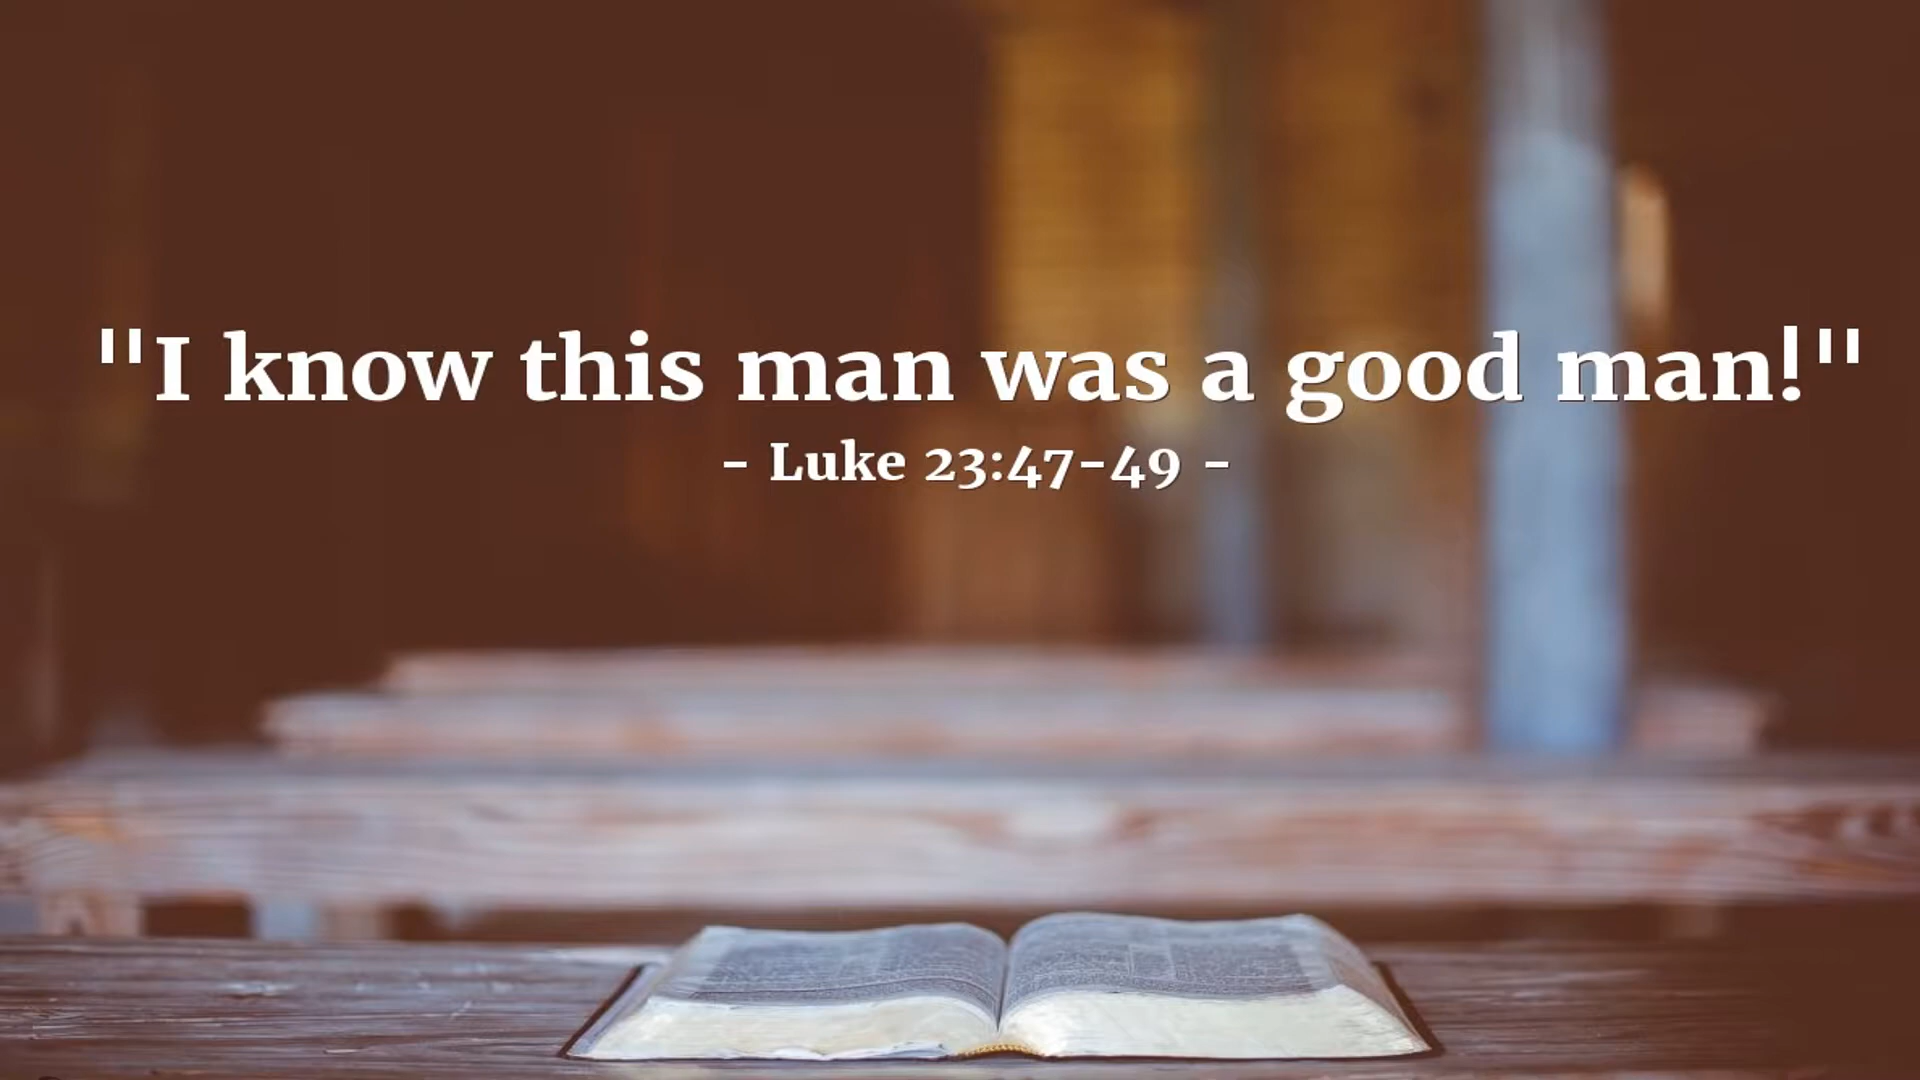 "I know this man was a good man!"
- Luke 23:47-49 -